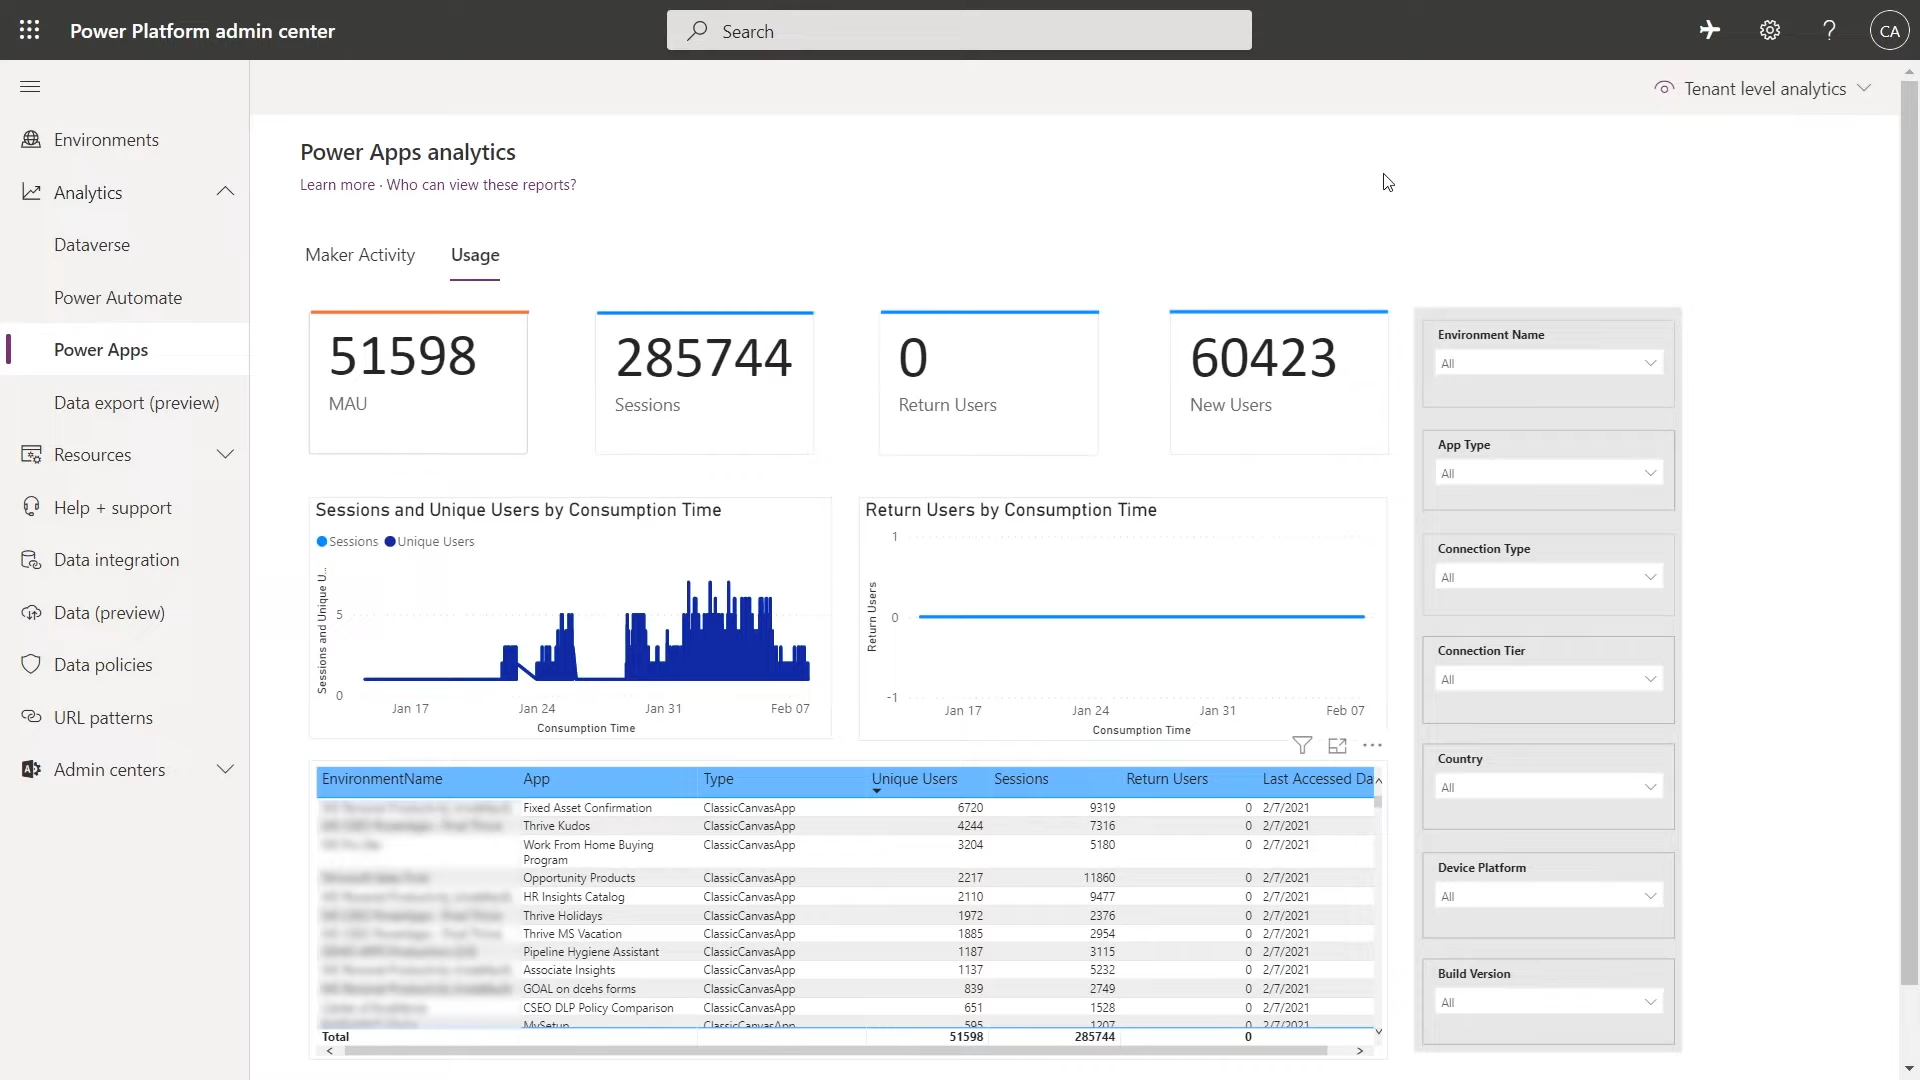 Power Platform admin center
Search
CA
Tenant level analytics
Environments
Analytics
Dataverse
Power Automate
Power Apps
Data export (preview)
Resources
Help + support
Data integration
Data (preview)
Data policies
URL patterns
Admin centers
Power Apps analytics
Learn more · Who can view these reports?
Maker Activity Usage
51598
MAU
285744
Sessions
0
Return Users
60423
New Users
Sessions and Unique Users by Consumption Time
Sessions Unique Users
Sessions and Unique U...
5
0
Jan 17 Jan 24 Jan 31 Feb 07
Consumption Time
Return Users by Consumption Time
Return Users
1
0
-1
Jan 17 Jan 24 Jan 31 Feb 07
Consumption Time
EnvironmentName App Type Unique Users Sessions Return Users Last Accessed Da
Fixed Asset Confirmation ClassicCanvasApp 6720 9319 0 2/7/2021
Thrive Kudos ClassicCanvasApp 4244 7316 0 2/7/2021
Work From Home Buying ClassicCanvasApp 3204 5180 0 2/7/2021
Program
Opportunity Products ClassicCanvasApp 2217 11860 0 2/7/2021
HR Insights Catalog ClassicCanvasApp 2110 9477 0 2/7/2021
Thrive Holidays ClassicCanvasApp 1972 2376 0 2/7/2021
Thrive MS Vacation ClassicCanvasApp 1885 2954 0 2/7/2021
Pipeline Hygiene Assistant ClassicCanvasApp 1187 3115 0 2/7/2021
Associate Insights ClassicCanvasApp 1137 5232 0 2/7/2021
GOAL on dcehs forms ClassicCanvasApp 839 2749 0 2/7/2021
CSEO DLP Policy Comparison ClassicCanvasApp 651 1528 0 2/7/2021
MySetup ClassicCanvasApp 595 1207 0 2/7/2021
Total 51598 285744 0
Environment Name
All
App Type
All
Connection Type
All
Connection Tier
All
Country
All
Device Platform
All
Build Version
All